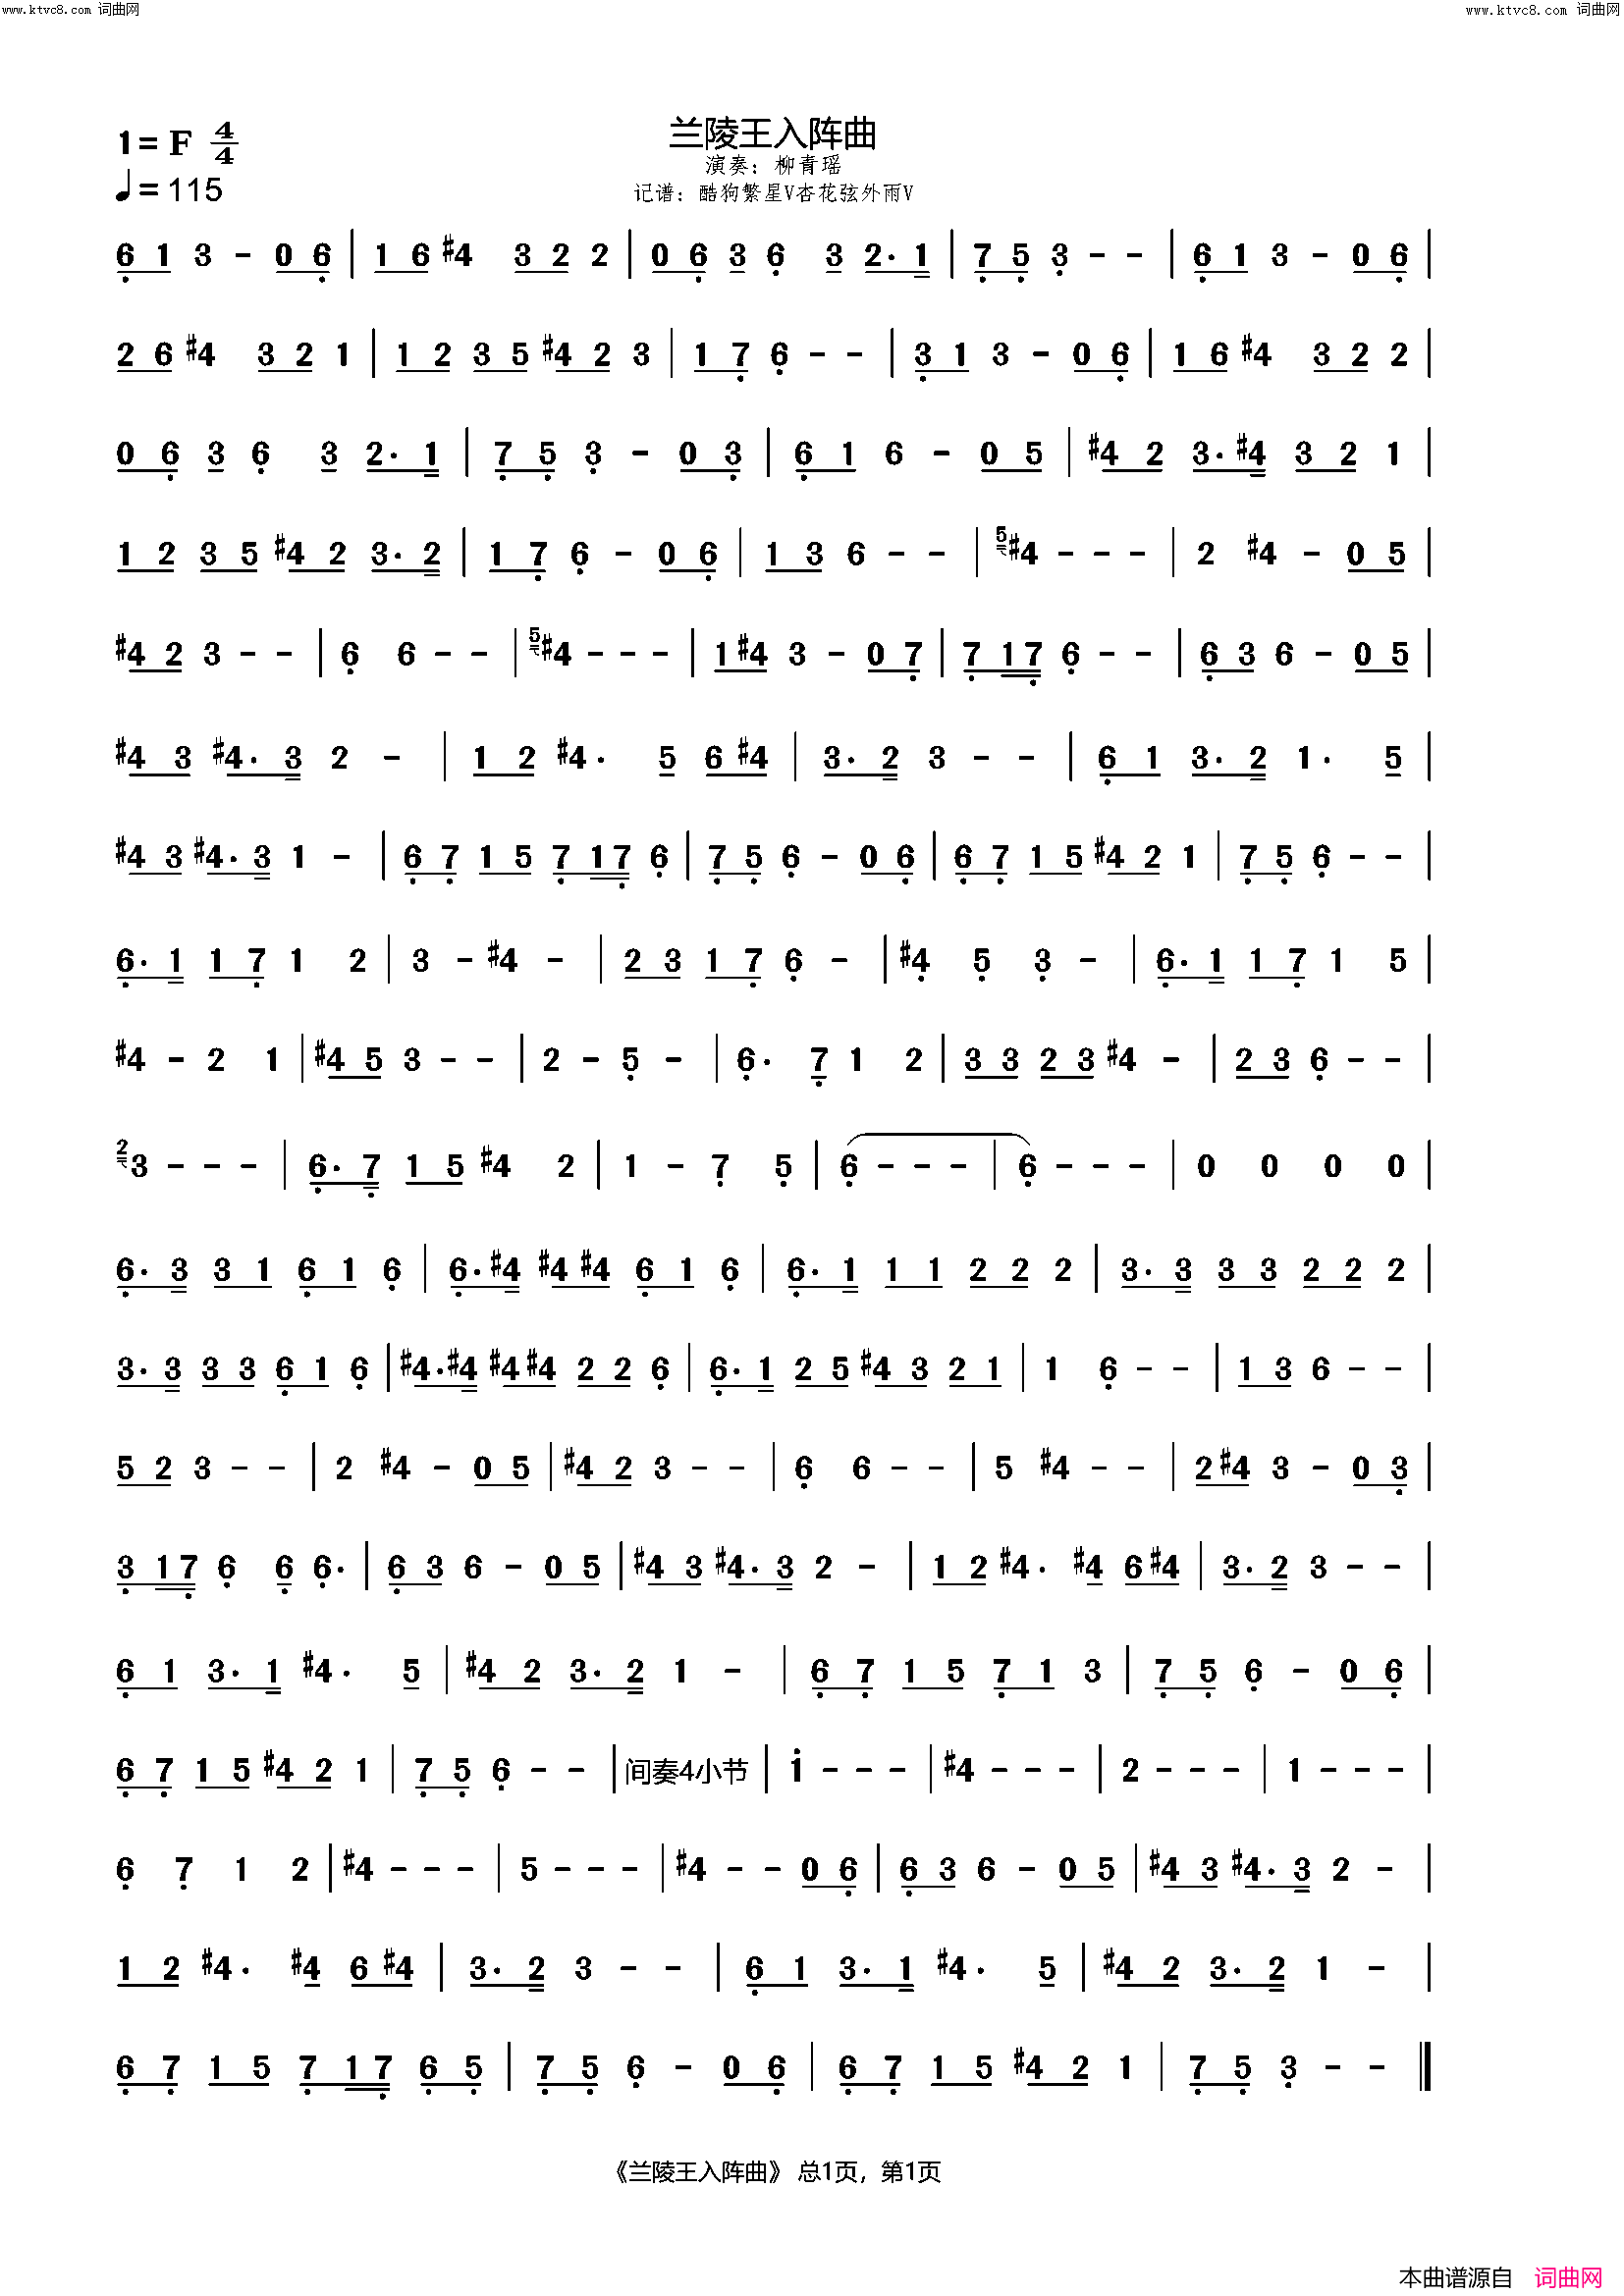 www.ktvc8.com 词曲网
www.ktvc8.com 词曲网
兰陵王入阵曲
1= F 4/4
演奏：柳青瑶
♩=115
记谱：酷狗繁星V杏花弦外雨V
6̣ 1 3 - 0 6̣ | 1 6 #4 3 2 2 | 0 6̣ 3 6̣ 3 2· 1 | 7̣ 5̣ 3̣ - - | 6̣ 1 3 - 0 6̣ |
2 6 #4 3 2 1 | 1 2 3 5 #4 2 3 | 1 7̣ 6̣ - - | 3̣ 1 3 - 0 6̣ | 1 6 #4 3 2 2 |
0 6̣ 3 6̣ 3 2· 1 | 7̣ 5̣ 3̣ - 0 3̣ | 6̣ 1 6 - 0 5 | #4 2 3· #4 3 2 1 |
1 2 3 5 #4 2 3· 2 | 1 7̣ 6̣ - 0 6̣ | 1 3 6 - - | 5 #4 - - - | 2 #4 - 0 5 |
#4 2 3 - - | 6̣ 6 - - | 5 #4 - - - | 1 #4 3 - 0 7̣ | 7̣ 1 7̣ 6̣ - - | 6̣ 3 6 - 0 5 |
#4 3 #4· 3 2 - | 1 2 #4· 5 6 #4 | 3· 2 3 - - | 6̣ 1 3· 2 1· 5 |
#4 3 #4· 3 1 - | 6̣ 7̣ 1 5 7̣ 1 7̣ 6̣ | 7̣ 5̣ 6̣ - 0 6̣ | 6̣ 7̣ 1 5 #4 2 1 | 7̣ 5̣ 6̣ - - |
6̣· 1 1 7̣ 1 2 | 3 - #4 - | 2 3 1 7̣ 6̣ - | #4̣ 5̣ 3̣ - | 6̣· 1 1 7̣ 1 5 |
#4 - 2 1 | #4 5 3 - - | 2 - 5̣ - | 6̣· 7̣ 1 2 | 3 3 2 3 #4 - | 2 3 6̣ - - |
2 3 - - - | 6̣· 7̣ 1 5 #4 2 | 1 - 7̣ 5̣ | 6̣ - - - | 6̣ - - - | 0 0 0 0 |
6̣· 3 3 1 6̣ 1 6̣ | 6̣· #4 #4 #4 6̣ 1 6̣ | 6̣· 1 1 1 2 2 2 | 3· 3 3 3 2 2 2 |
3· 3 3 3 6̣ 1 6̣ | #4· #4 #4 #4 2 2 6̣ | 6̣· 1 2 5 #4 3 2 1 | 1 6̣ - - | 1 3 6 - - |
5 2 3 - - | 2 #4 - 0 5 | #4 2 3 - - | 6̣ 6 - - | 5 #4 - - | 2 #4 3 - 0 3̣ |
3̣ 1 7̣ 6̣ 6̣ 6̣· | 6̣ 3 6 - 0 5 | #4 3 #4· 3 2 - | 1 2 #4· #4 6 #4 | 3· 2 3 - - |
6̣ 1 3· 1 #4· 5 | #4 2 3· 2 1 - | 6̣ 7̣ 1 5 7̣ 1 3 | 7̣ 5̣ 6̣ - 0 6̣ |
6̣ 7̣ 1 5 #4 2 1 | 7̣ 5̣ 6̣ - - | 间奏4小节 | 1̇ - - - | #4 - - - | 2 - - - | 1 - - - |
6̣ 7̣ 1 2 | #4 - - - | 5 - - - | #4 - - 0 6̣ | 6̣ 3 6 - 0 5 | #4 3 #4· 3 2 - |
1 2 #4· #4 6 #4 | 3· 2 3 - - | 6̣ 1 3· 1 #4· 5 | #4 2 3· 2 1 - |
6̣ 7̣ 1 5 7̣ 1 7̣ 6̣ 5̣ | 7̣ 5̣ 6̣ - 0 6̣ | 6̣ 7̣ 1 5 #4 2 1 | 7̣ 5̣ 3̣ - - ‖
《兰陵王入阵曲》 总1页，第1页
本曲谱源自 词曲网